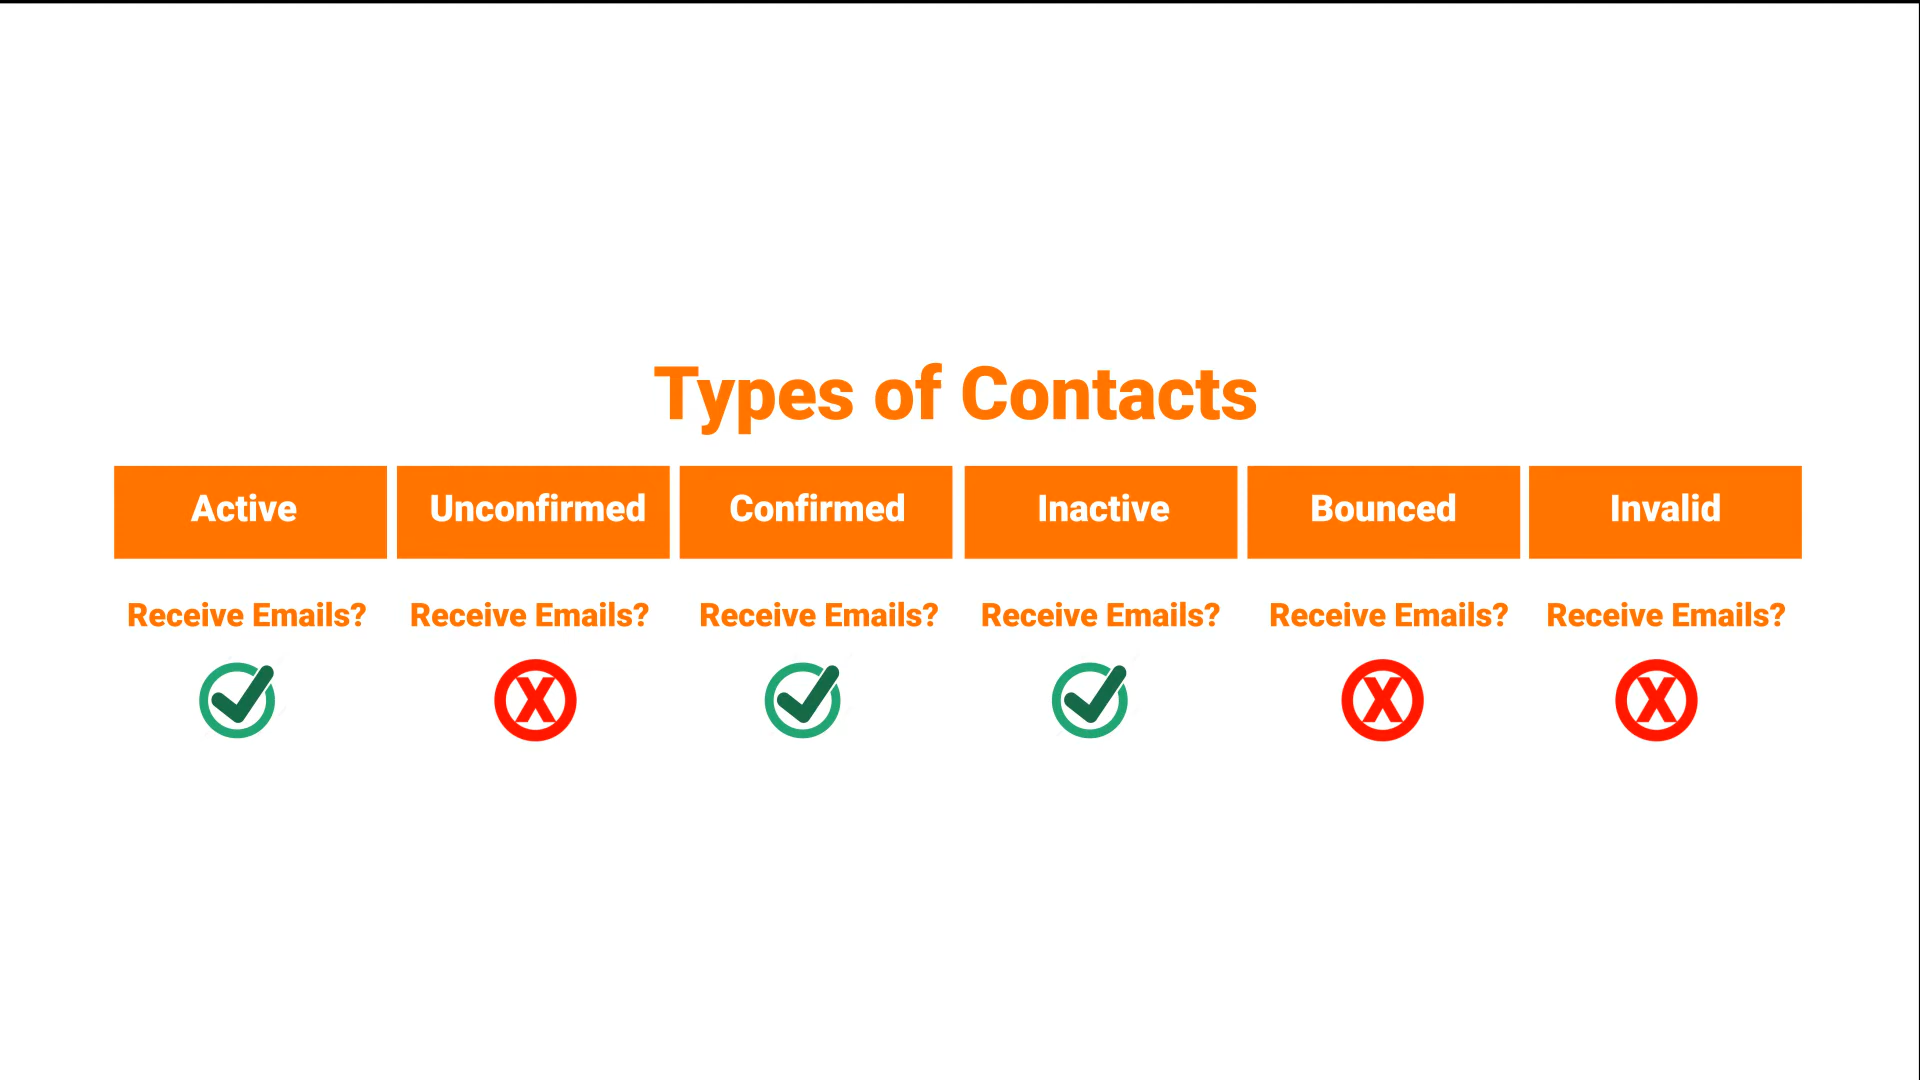 Types of Contacts
Active Unconfirmed Confirmed Inactive Bounced Invalid
Receive Emails? Receive Emails? Receive Emails? Receive Emails? Receive Emails? Receive Emails?
X X X